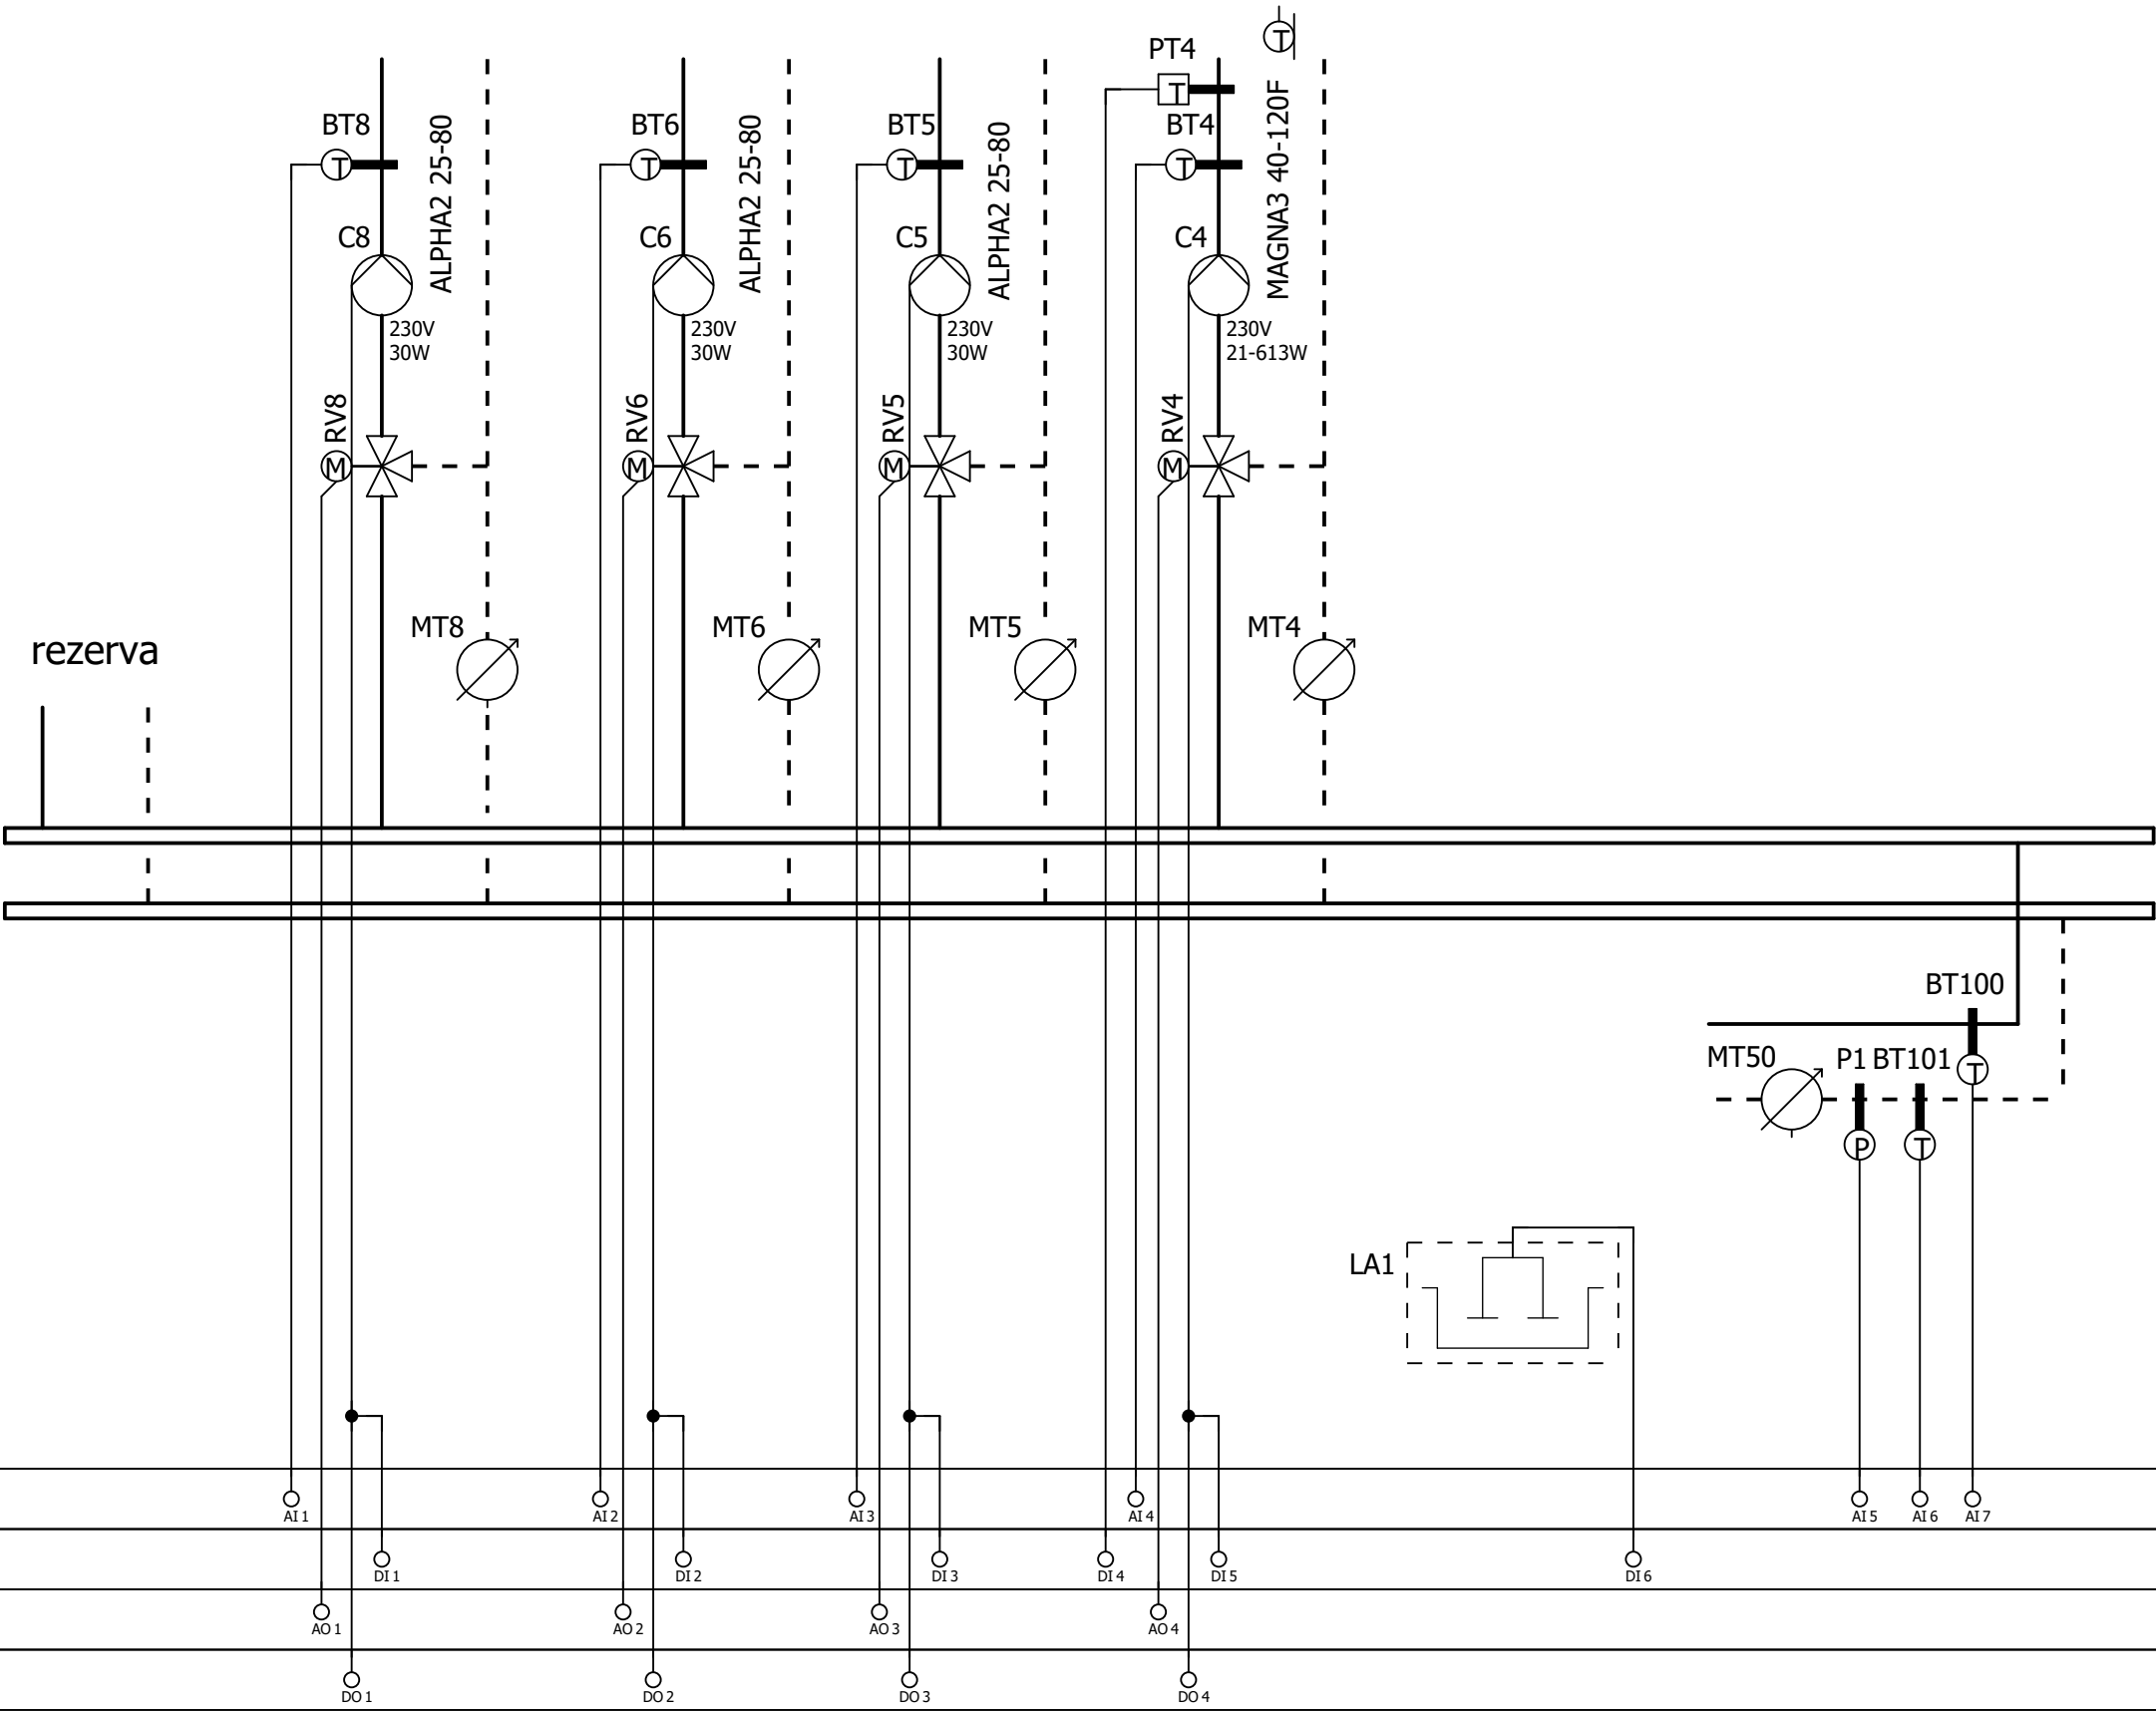 T
PT4
T
BT8
BT6
BT5
BT4
T
T
T
T
ALPHA2 25-80
ALPHA2 25-80
ALPHA2 25-80
MAGNA3 40-120F
C8
C6
C5
C4
230V
30W
230V
30W
230V
30W
230V
21-613W
RV8
RV6
RV5
RV4
M
M
M
M
MT8
MT6
MT5
MT4
rezerva
BT100
MT50
P1
BT101
T
P
T
LA1
AI 1
AI 2
AI 3
AI 4
AI 5
AI 6
AI 7
DI 1
DI 2
DI 3
DI 4
DI 5
DI 6
AO 1
AO 2
AO 3
AO 4
DO 1
DO 2
DO 3
DO 4